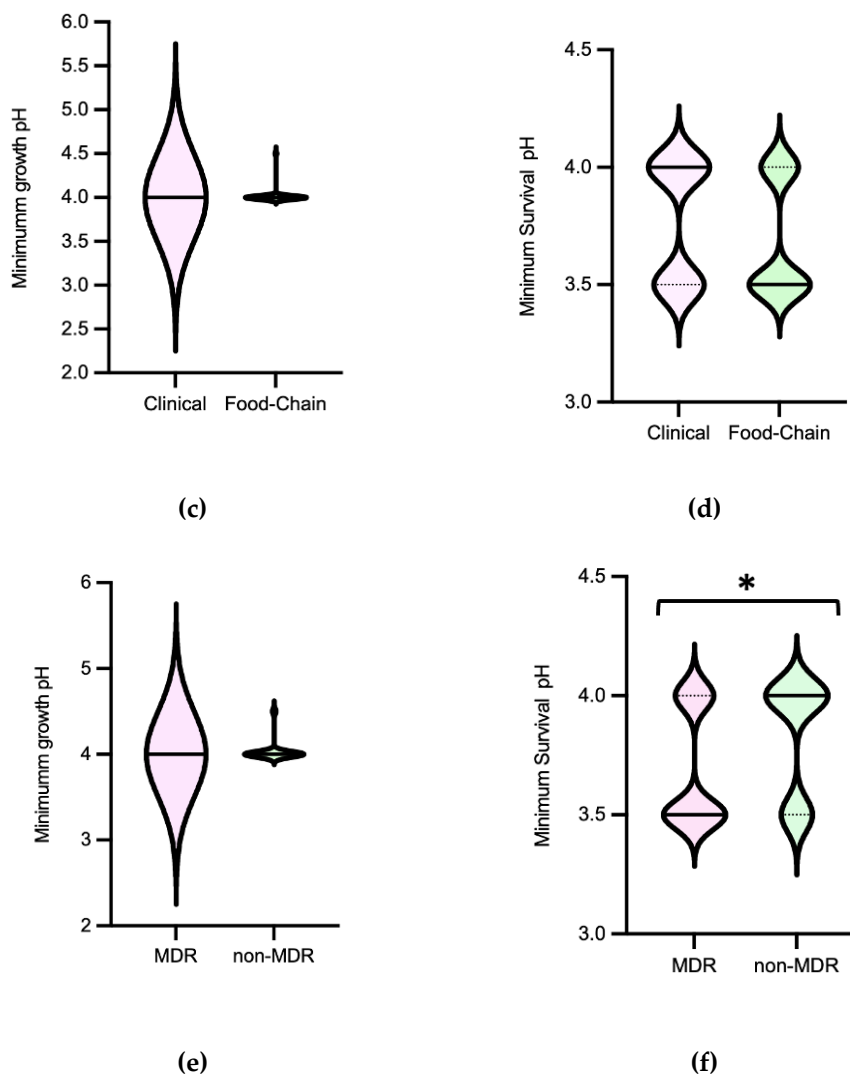 6.0
5.5
5.0
4.5
4.0
3.5
3.0
2.5
2.0
Minimumm growth pH
Clinical Food-Chain
(c)
4.5
4.0
3.5
3.0
Minimum Survival pH
Clinical Food-Chain
(d)
6
5
4
3
2
Minimumm growth pH
MDR non-MDR
(e)
*
4.5
4.0
3.5
3.0
Minimum Survival pH
MDR non-MDR
(f)